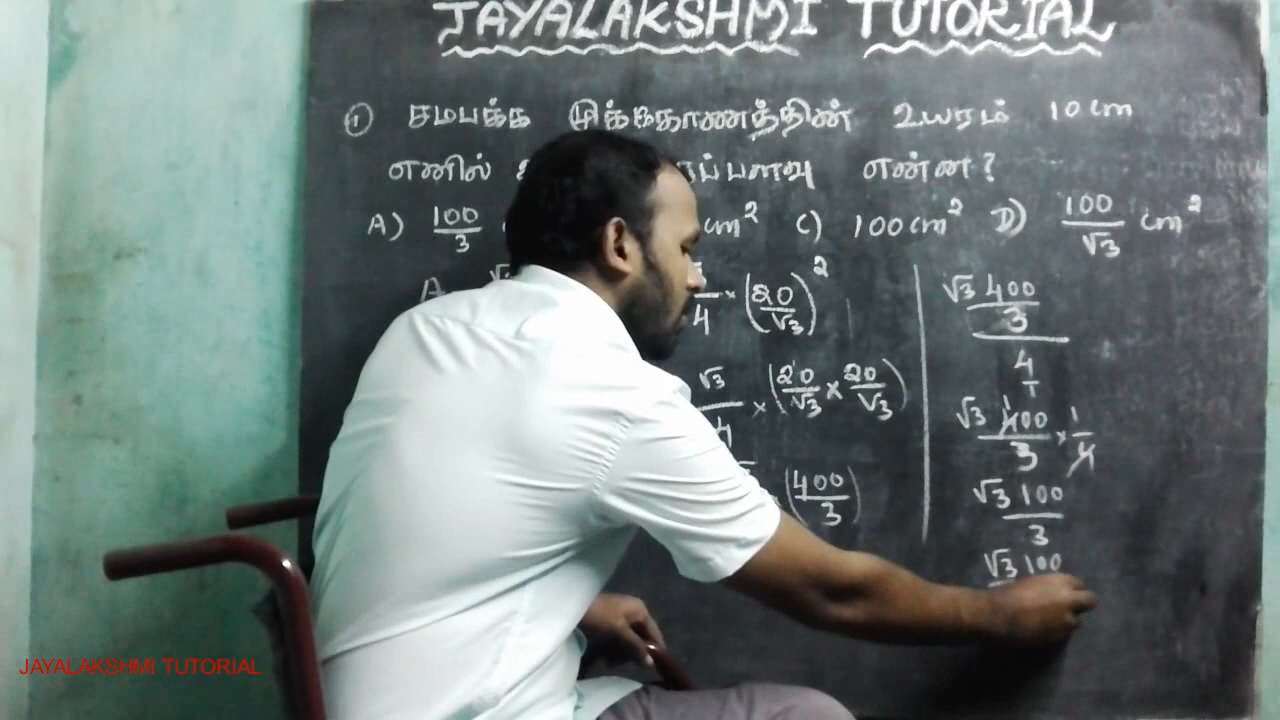 JAYALAKSHMI TUTORIAL
① சமபக்க முக்கோணத்தின் உயரம் 10 cm
எனில் பரப்பளவு என்ன?
A) 100/3 cm² C) 100 cm² D) 100/√3 cm²
A
/4 × (20/√3)²
√3/4 × (20/√3 × 20/√3)
(400/3)
√3 400/3
4/1
√3 400/3 × 1/4
√3 100/3
√3 100
JAYALAKSHMI TUTORIAL